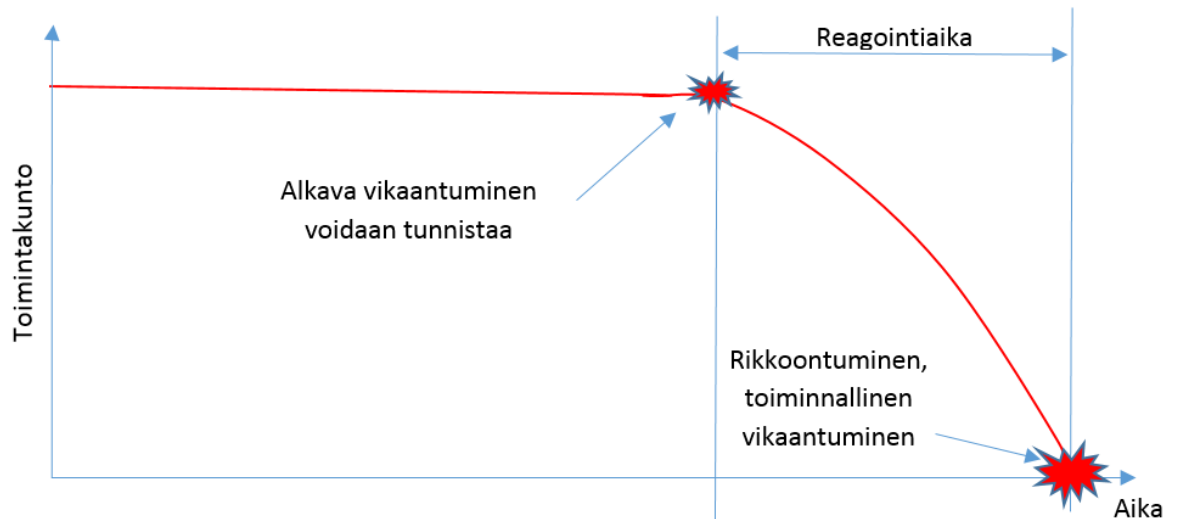 Reagointiaika
Alkava vikaantuminen
voidaan tunnistaa
Toimintakunto
Rikkoontuminen,
toiminnallinen
vikaantuminen
Aika